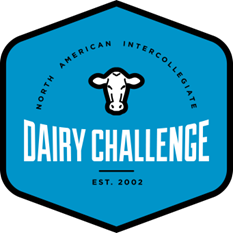 NORTH AMERICAN INTERCOLLEGIATE
DAIRY CHALLENGE
EST. 2002